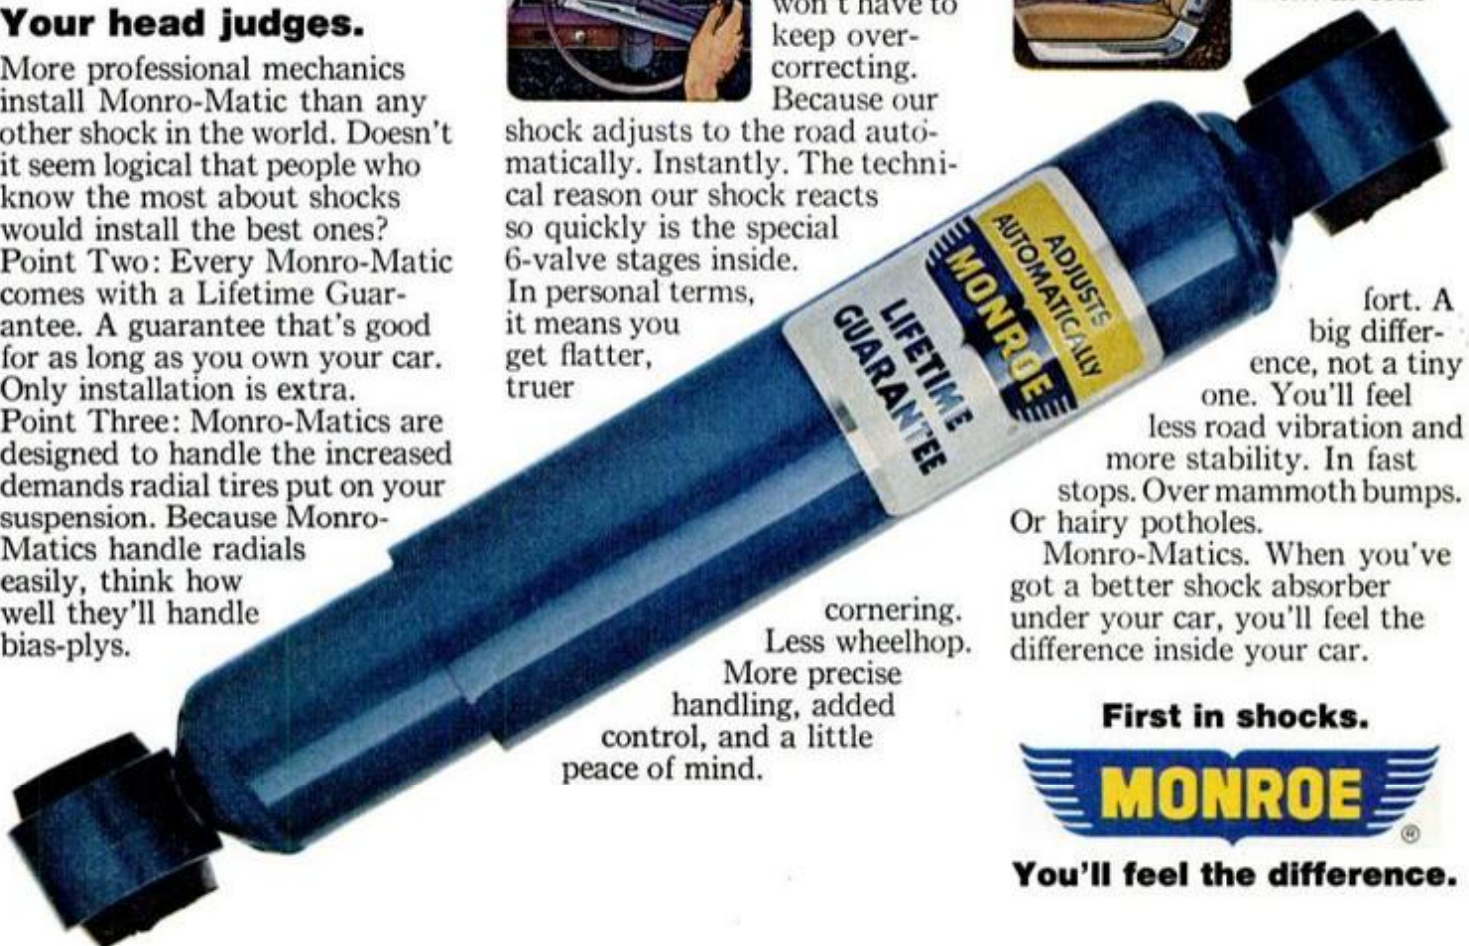 Your head judges.
More professional mechanics
install Monro-Matic than any
other shock in the world. Doesn't
it seem logical that people who
know the most about shocks
would install the best ones?
Point Two: Every Monro-Matic
comes with a Lifetime Guar-
antee. A guarantee that's good
for as long as you own your car.
Only installation is extra.
Point Three: Monro-Matics are
designed to handle the increased
demands radial tires put on your
suspension. Because Monro-
Matics handle radials
easily, think how
well they'll handle
bias-plys.
won't have to
keep over-
correcting.
Because our
shock adjusts to the road auto-
matically. Instantly. The techni-
cal reason our shock reacts
so quickly is the special
6-valve stages inside.
In personal terms,
it means you
get flatter,
truer
cornering.
Less wheelhop.
More precise
handling, added
control, and a little
peace of mind.
ADJUSTS
AUTOMATICALLY
MONROE
LIFETIME
GUARANTEE
fort. A
big differ-
ence, not a tiny
one. You'll feel
less road vibration and
more stability. In fast
stops. Over mammoth bumps.
Or hairy potholes.
Monro-Matics. When you've
got a better shock absorber
under your car, you'll feel the
difference inside your car.
First in shocks.
MONROE
®
You'll feel the difference.